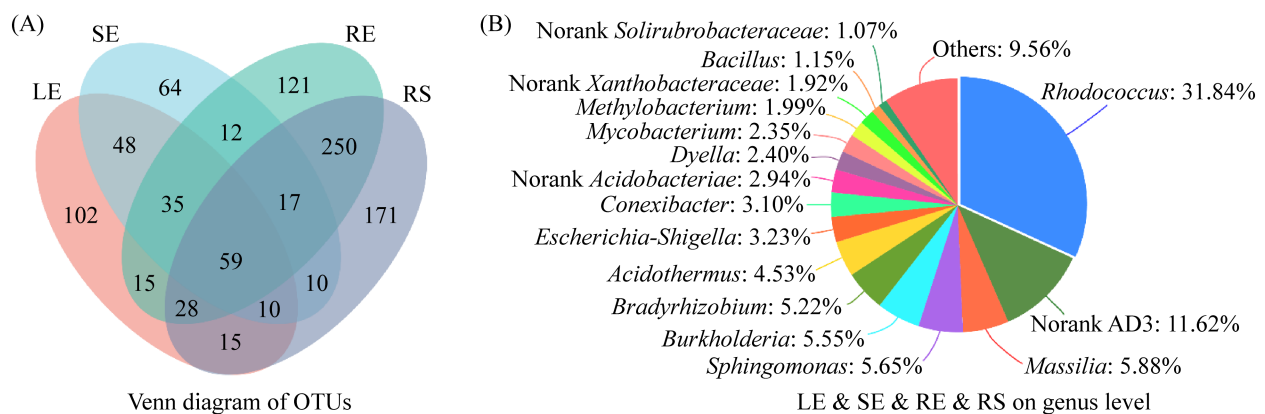 (A)
SE
RE
LE
RS
64
121
48
12
250
102
35
17
171
59
15
10
28
10
15
Venn diagram of OTUs
(B)
Norank Solirubrobacteraceae: 1.07%
Others: 9.56%
Bacillus: 1.15%
Norank Xanthobacteraceae: 1.92%
Rhodococcus: 31.84%
Methylobacterium: 1.99%
Mycobacterium: 2.35%
Dyella: 2.40%
Norank Acidobacteriae: 2.94%
Conexibacter: 3.10%
Escherichia-Shigella: 3.23%
Acidothermus: 4.53%
Bradyrhizobium: 5.22%
Norank AD3: 11.62%
Burkholderia: 5.55%
Sphingomonas: 5.65%
Massilia: 5.88%
LE & SE & RE & RS on genus level